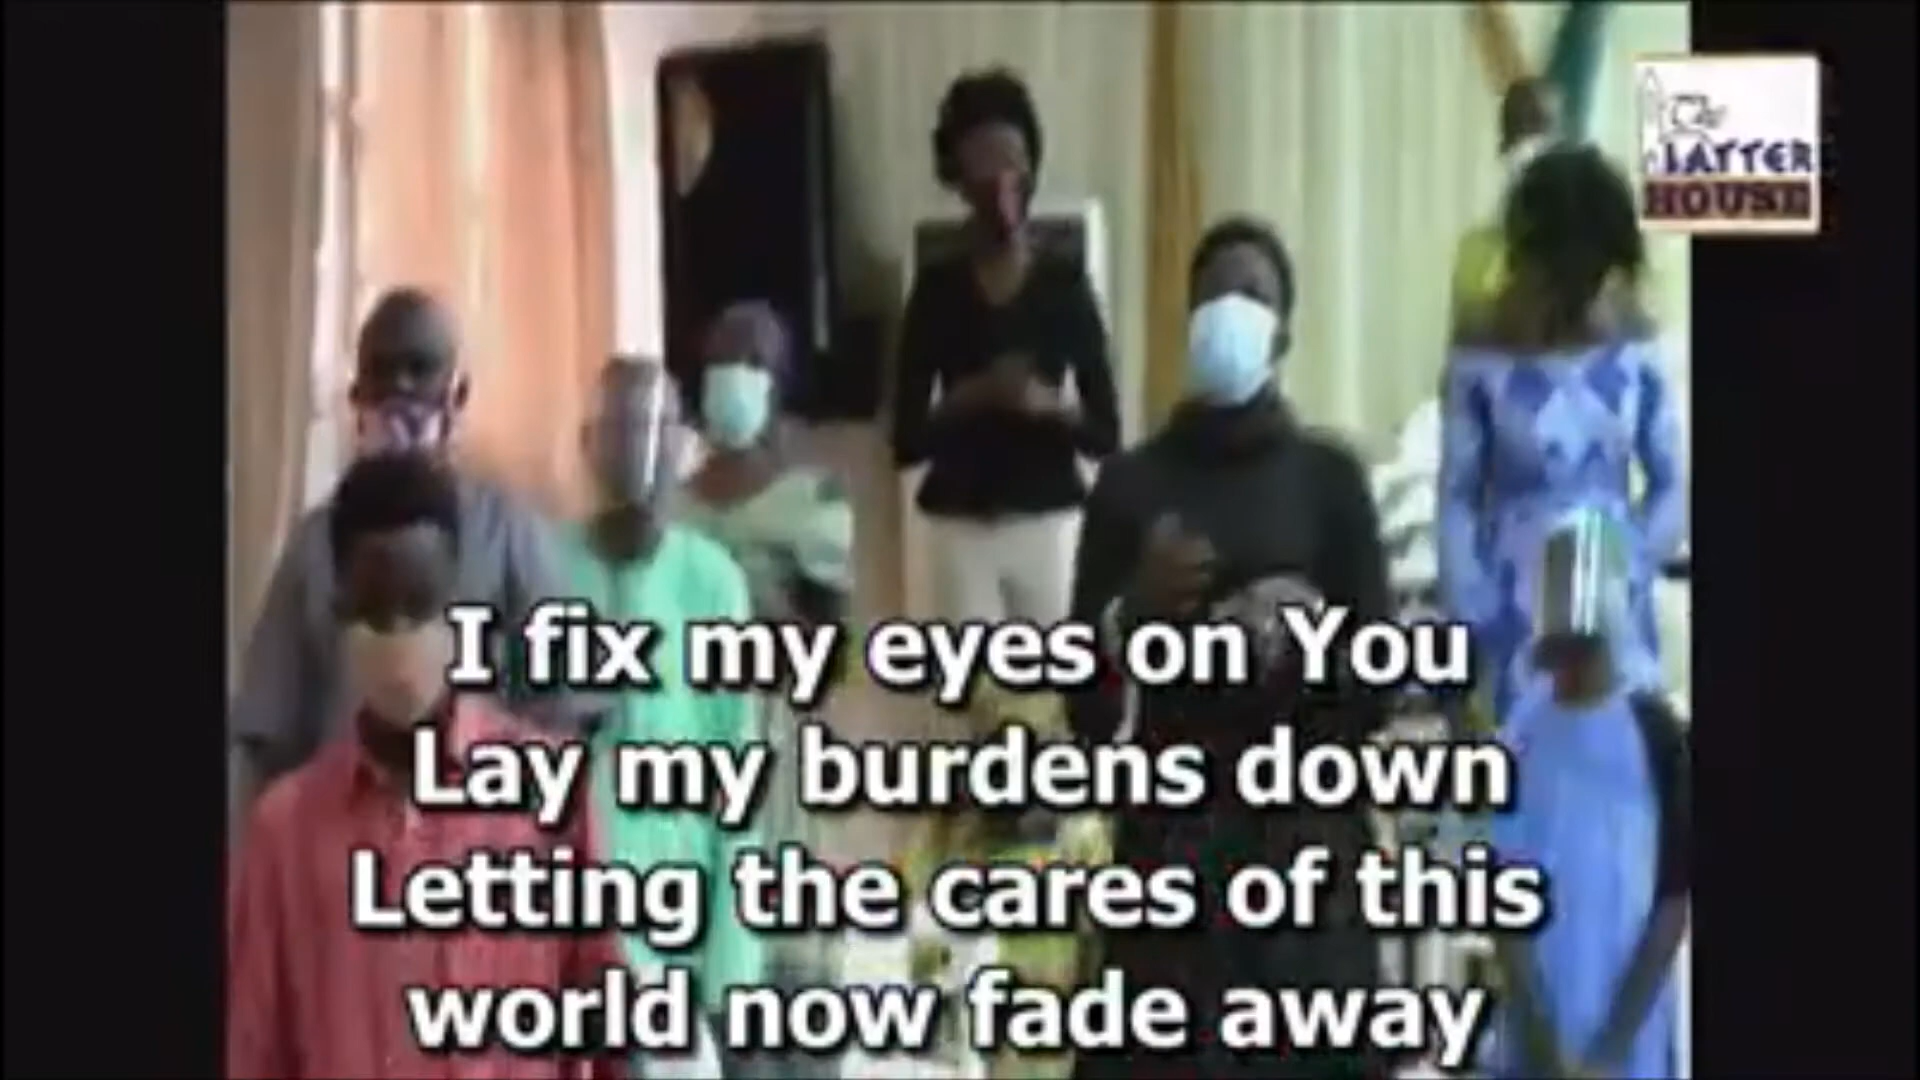 The
LATTER
HOUSE
I fix my eyes on You
Lay my burdens down
Letting the cares of this
world now fade away